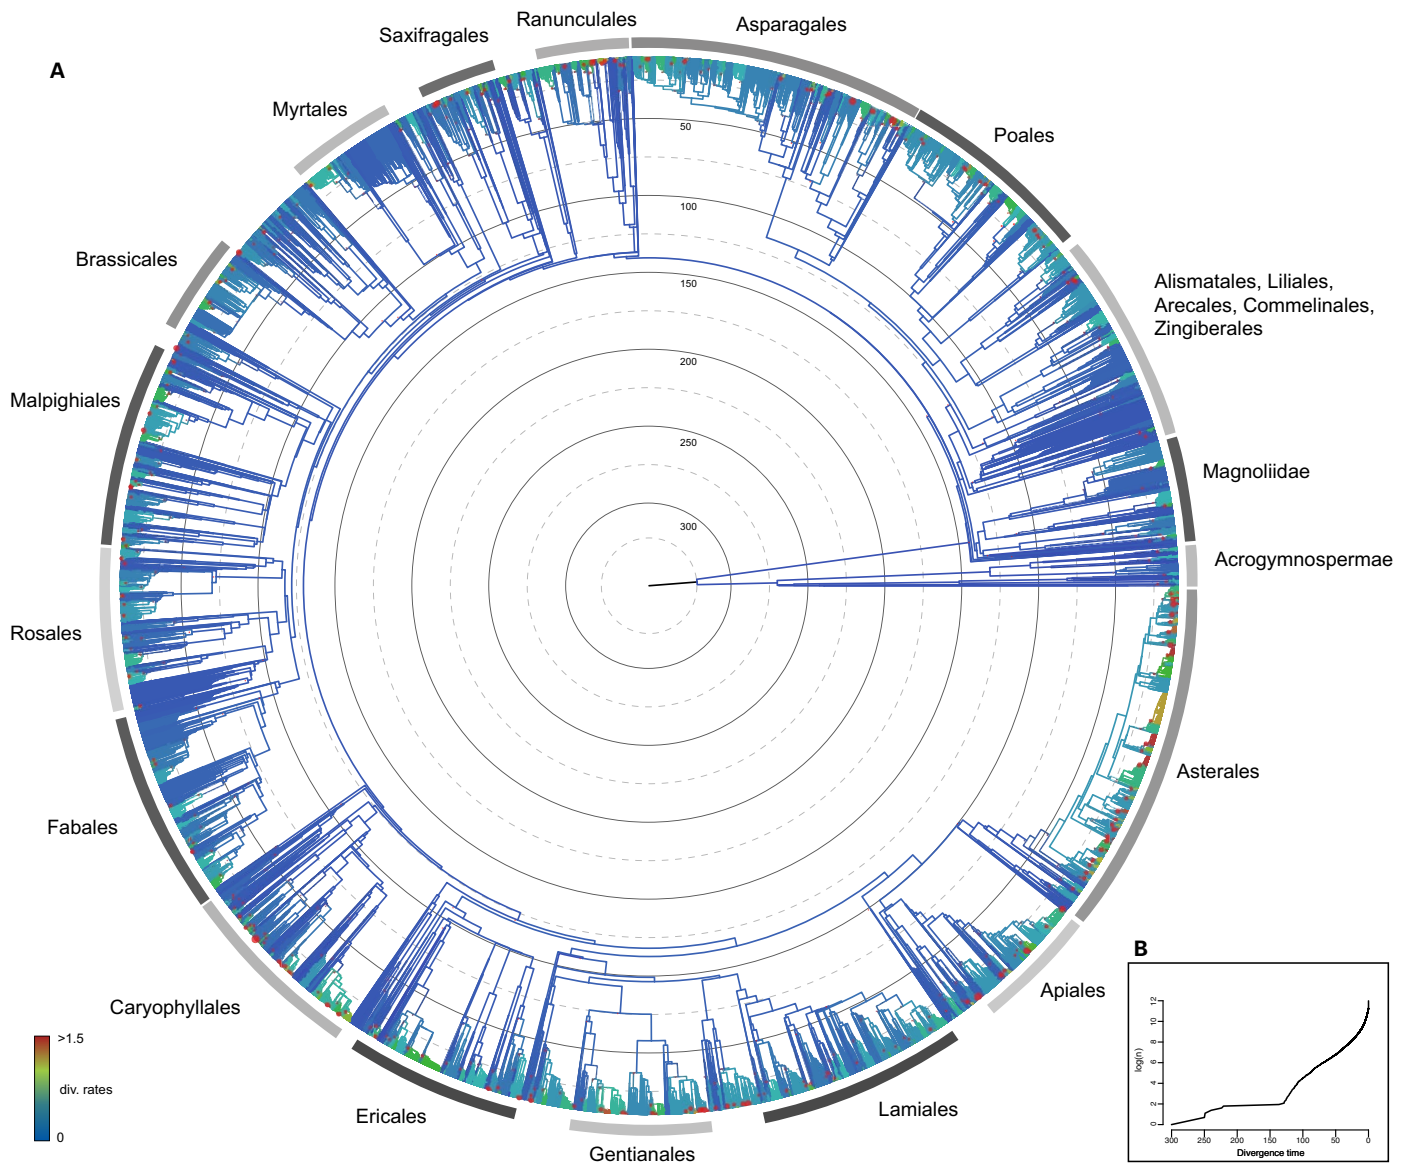 A
Saxifragales
Ranunculales
Asparagales
Myrtales
Poales
Brassicales
Alismatales, Liliales,
Arecales, Commelinales,
Zingiberales
Malpighiales
Magnoliidae
Acrogymnospermae
Rosales
Asterales
Fabales
Apiales
Caryophyllales
Ericales
Lamiales
Gentianales
50
100
150
200
250
300
>1.5
div. rates
0
B
log(n)
12
10
8
6
4
2
0
300
250
200
150
100
50
0
Divergence time